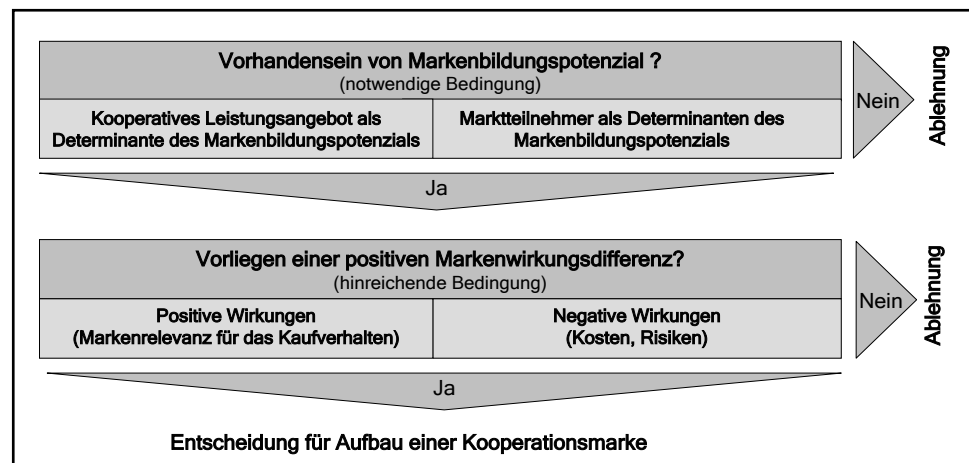 Vorhandensein von Markenbildungspotenzial ?
(notwendige Bedingung)
Kooperatives Leistungsangebot als
Determinante des Markenbildungspotenzials
Marktteilnehmer als Determinanten des
Markenbildungspotenzials
Nein
Ablehnung
Ja
Vorliegen einer positiven Markenwirkungsdifferenz?
(hinreichende Bedingung)
Positive Wirkungen
(Markenrelevanz für das Kaufverhalten)
Negative Wirkungen
(Kosten, Risiken)
Nein
Ablehnung
Ja
Entscheidung für Aufbau einer Kooperationsmarke